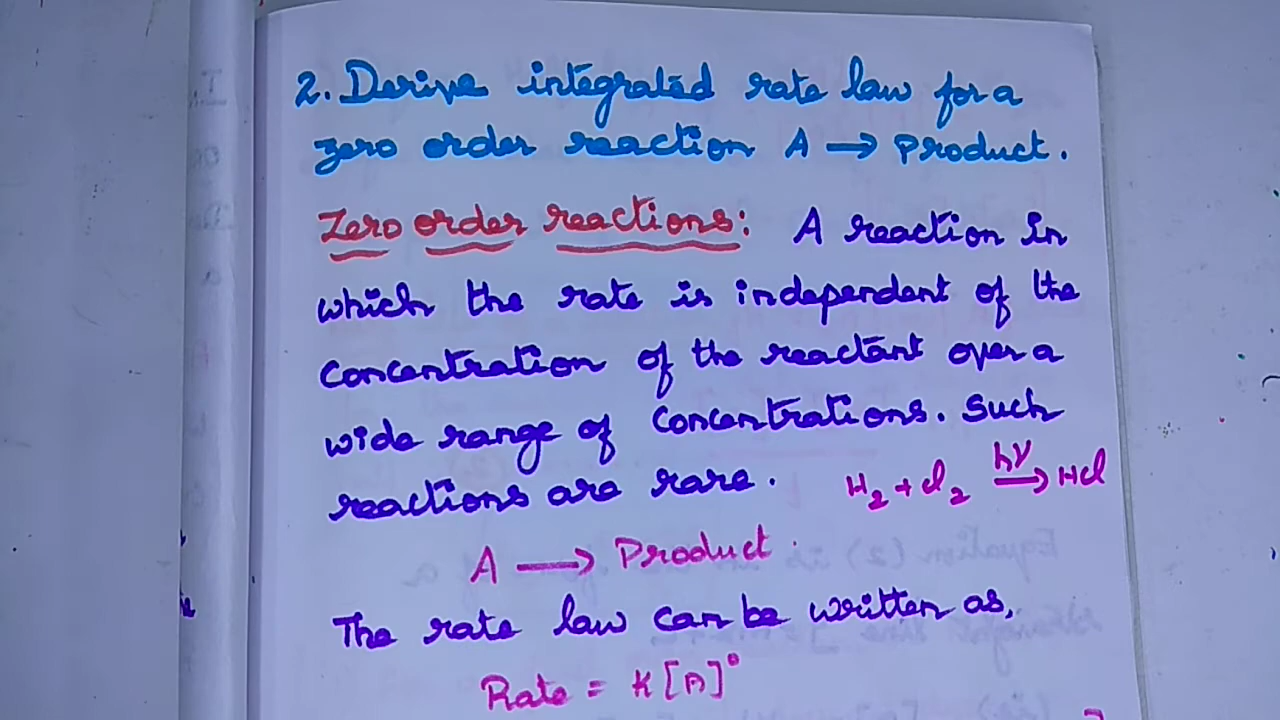 2. Derive integrated rate law for a
zero order reaction A → Product.
Zero order reactions: A reaction in
which the rate is independent of the
concentration of the reactant over a
wide range of concentrations. Such
reactions are rare. H₂ + Cl₂ hν→ HCl
A → Product.
The rate law can be written as,
Rate = K[A]°